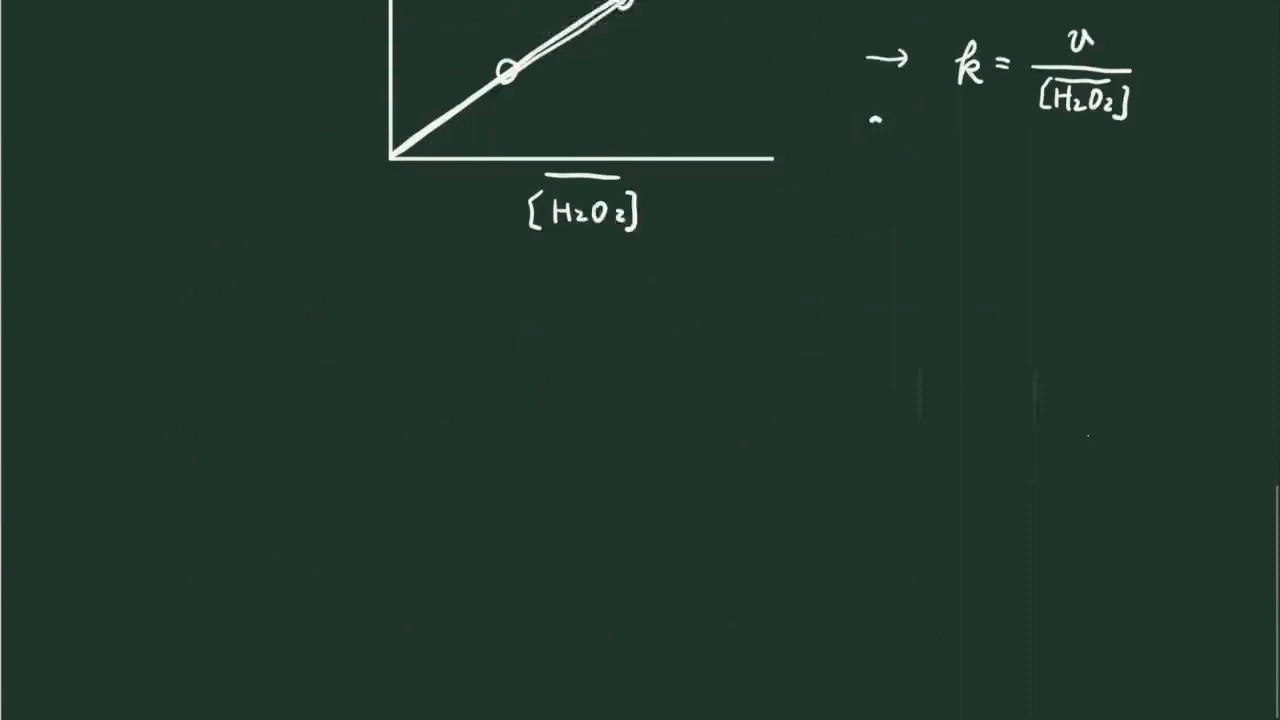 → k = v / [H₂O₂]
[H₂O₂]